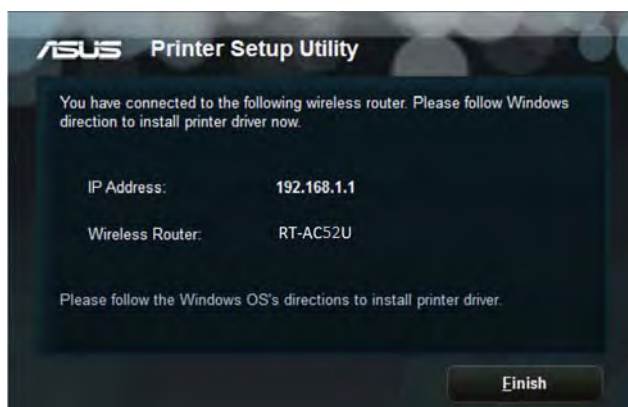 ASUS Printer Setup Utility
You have connected to the following wireless router. Please follow Windows
direction to install printer driver now.
IP Address: 192.168.1.1
Wireless Router: RT-AC52U
Please follow the Windows OS's directions to install printer driver.
Finish